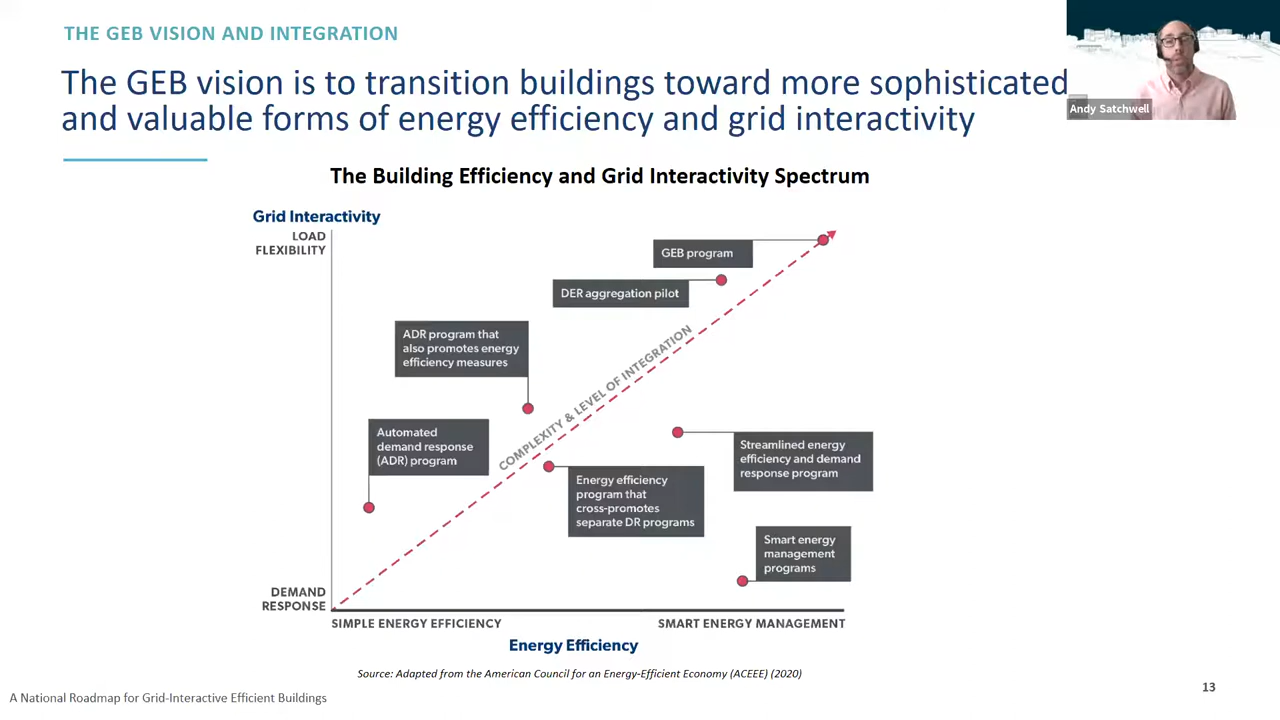 THE GEB VISION AND INTEGRATION
The GEB vision is to transition buildings toward more sophisticated
and valuable forms of energy efficiency and grid interactivity
Andy Satchwell
The Building Efficiency and Grid Interactivity Spectrum
Grid Interactivity
LOAD
FLEXIBILITY
GEB program
DER aggregation pilot
ADR program that
also promotes energy
efficiency measures
COMPLEXITY & LEVEL OF INTEGRATION
Automated
demand response
(ADR) program
Streamlined energy
efficiency and demand
response program
Energy efficiency
program that
cross-promotes
separate DR programs
Smart energy
management
programs
DEMAND
RESPONSE
SIMPLE ENERGY EFFICIENCY
SMART ENERGY MANAGEMENT
Energy Efficiency
Source: Adapted from the American Council for an Energy-Efficient Economy (ACEEE) (2020)
A National Roadmap for Grid-Interactive Efficient Buildings
13